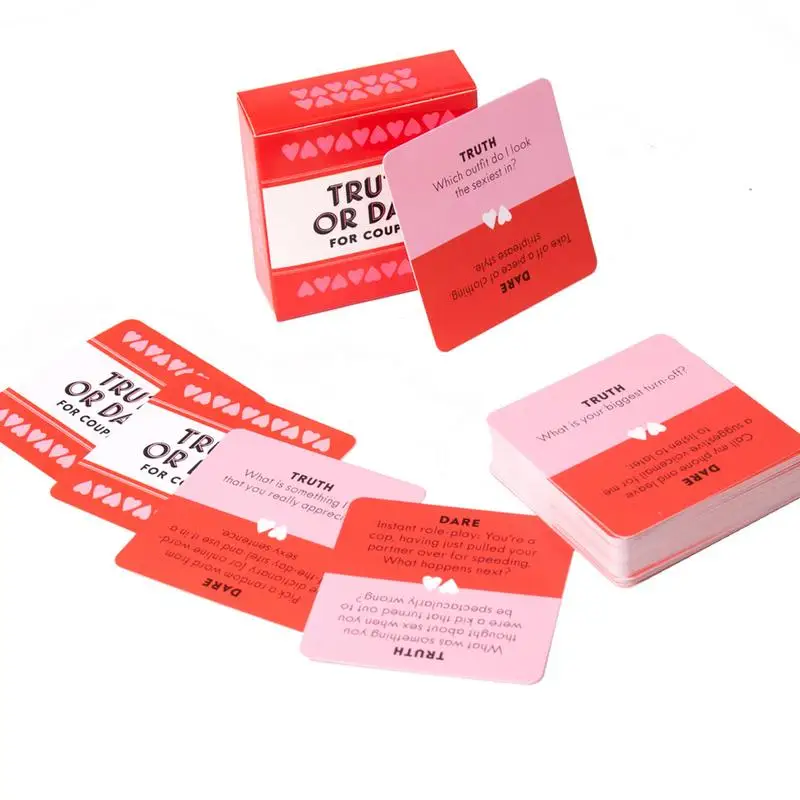 TRU
OR DA
FOR COUP
TRUTH
Which outfit do I look
the sexiest in?
DARE
Take off a piece of clothing
striptease style.
TRU
OR DA
FOR COUP
TRU
OR D
FOR CO
TRUTH
What is your biggest turn-off?
DARE
Call my phone and leave
a suggestive voicemail for me
to listen to later.
TRUTH
What is something I
that you really apprec
DARE
Pick a random word from
dictionary (or online word-
-the-day site) and use it in a
sexy sentence.
DARE
Instant role-play: You're a
cop, having just pulled your
partner over for speeding.
What happens next?
TRUTH
What was something you
thought about sex when you
were a kid that turned out to
be spectacularly wrong?